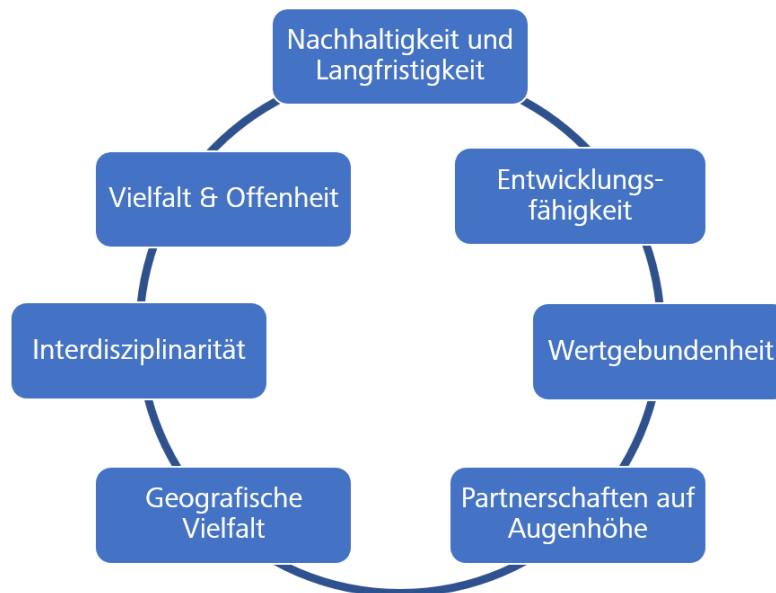 Nachhaltigkeit und
Langfristigkeit
Entwicklungs-
fähigkeit
Wertgebundenheit
Partnerschaften auf
Augenhöhe
Geografische
Vielfalt
Interdisziplinarität
Vielfalt & Offenheit